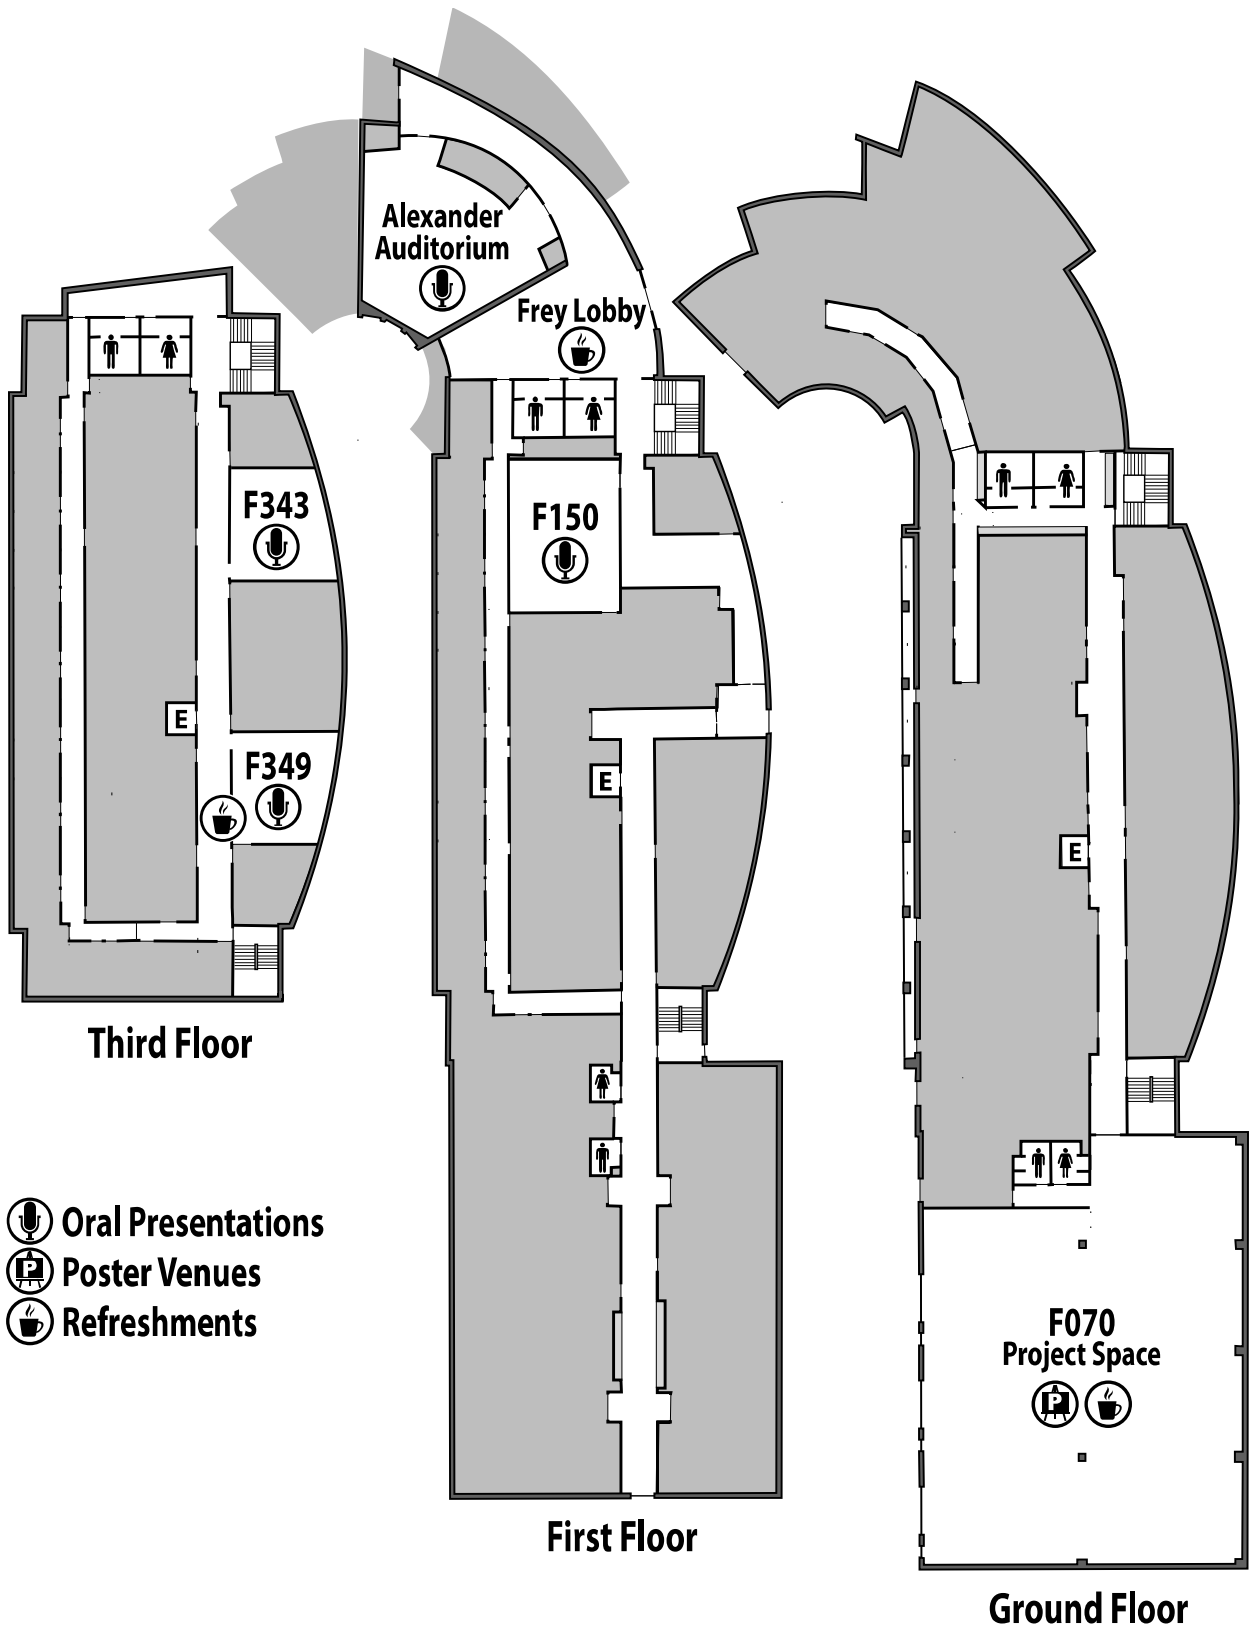 Alexander
Auditorium
Frey Lobby
F343
F150
E
F349
E
E
Third Floor
Oral Presentations
P Poster Venues
Refreshments
F070
Project Space
P
First Floor
Ground Floor